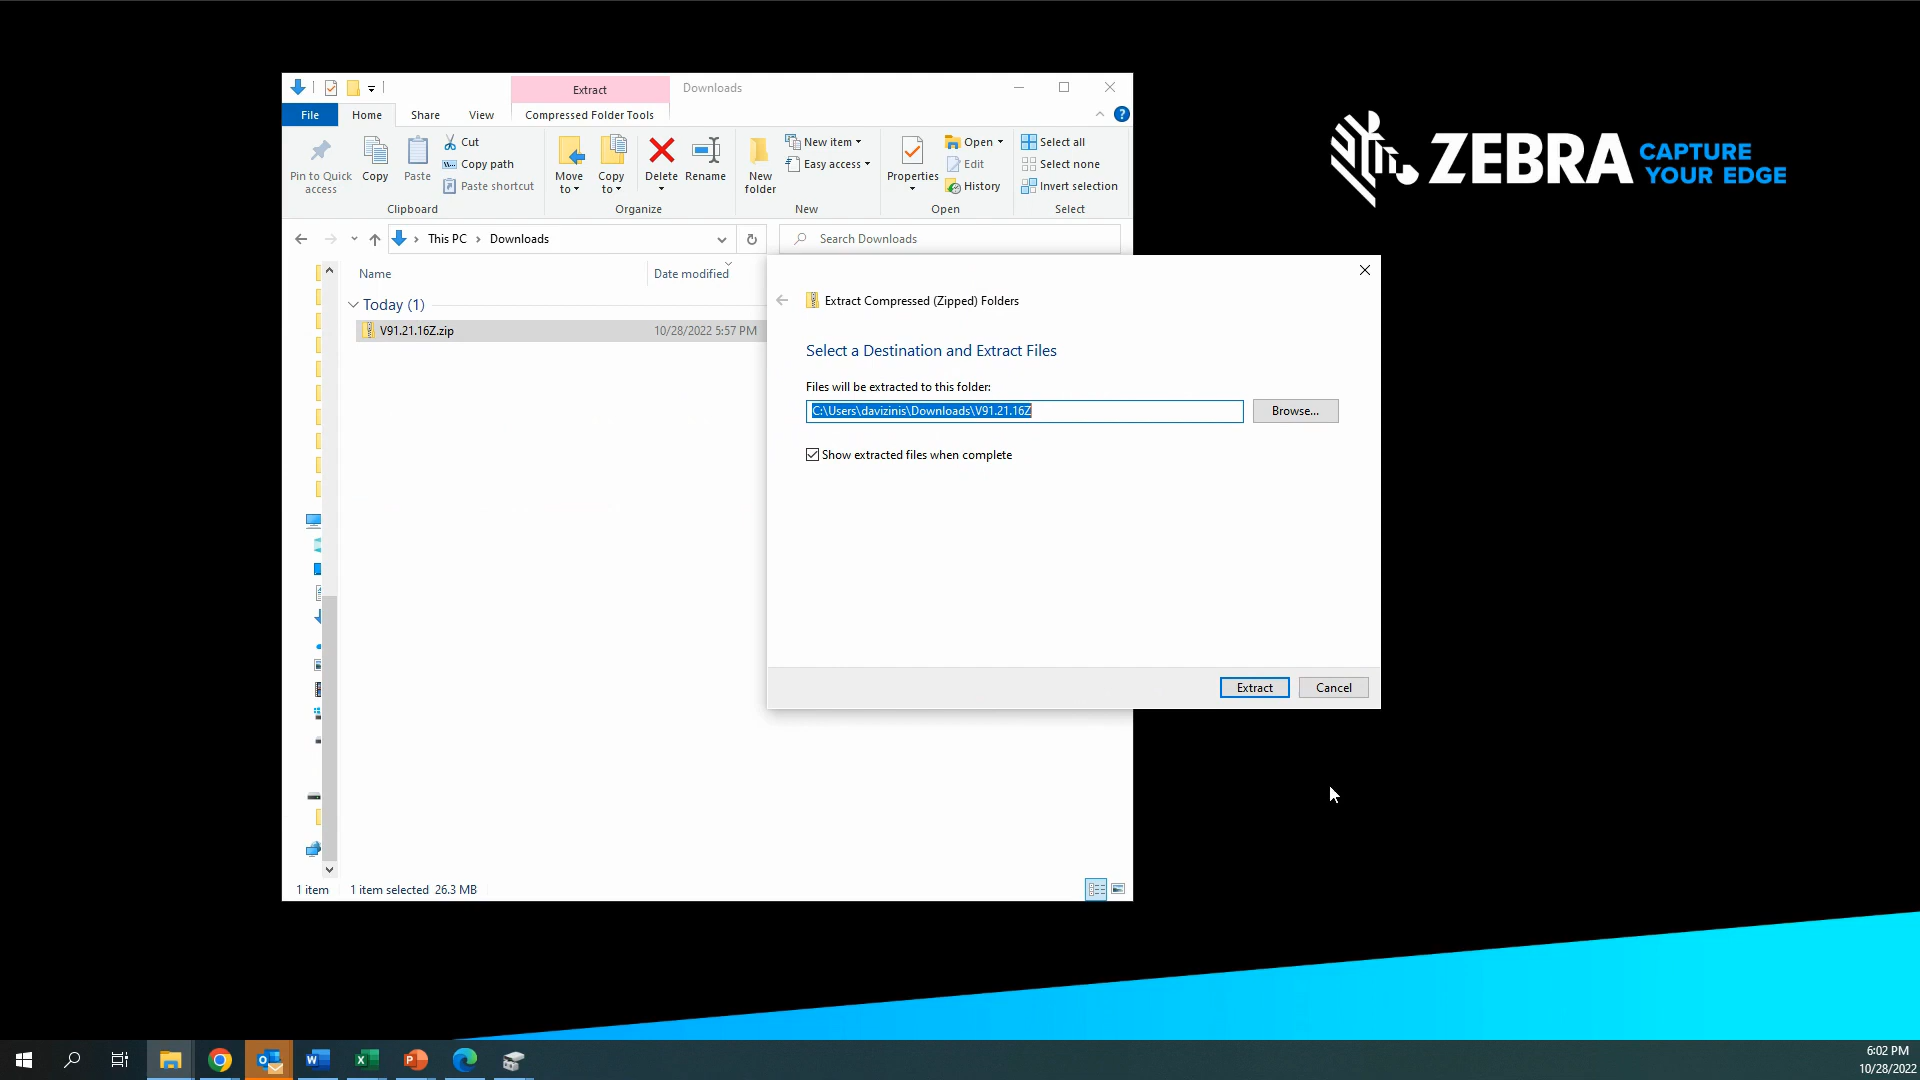 Extract
Downloads
File
Home
Share
View
Compressed Folder Tools
Pin to Quick access
Copy
Paste
Cut
Copy path
Paste shortcut
Clipboard
Move to
Copy to
Delete
Rename
Organize
New folder
New item
Easy access
New
Properties
Open
Edit
History
Open
Select all
Select none
Invert selection
Select
This PC > Downloads
Search Downloads
Name
Date modified
Today (1)
V91.21.16Z.zip
10/28/2022 5:57 PM
Extract Compressed (Zipped) Folders
Select a Destination and Extract Files
Files will be extracted to this folder:
C:\Users\davizinis\Downloads\V91.21.16Z
Browse...
Show extracted files when complete
Extract
Cancel
1 item
1 item selected 26.3 MB
ZEBRA
CAPTURE
YOUR EDGE
6:02 PM
10/28/2022